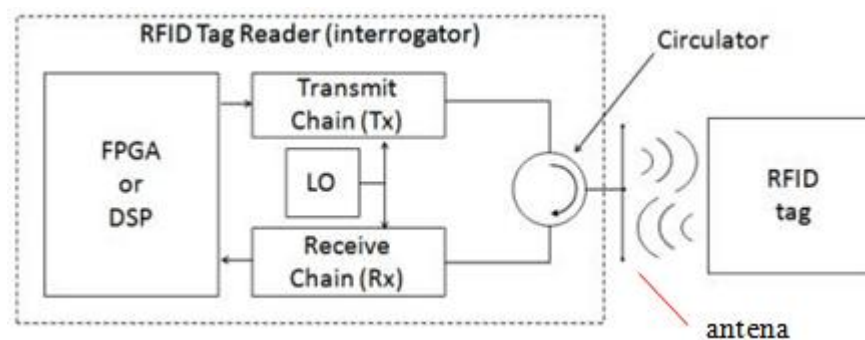 RFID Tag Reader (interrogator)
Circulator
Transmit
Chain (Tx)
FPGA
or
DSP
LO
RFID
tag
Receive
Chain (Rx)
antena